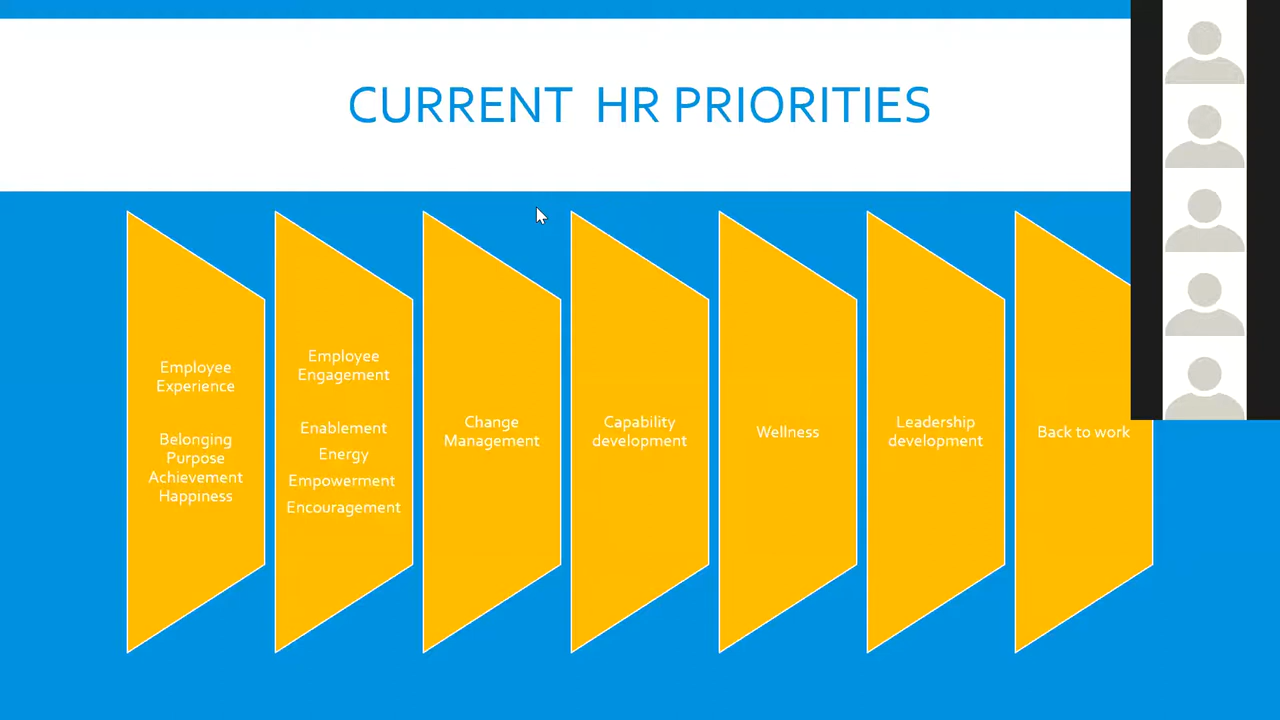 CURRENT HR PRIORITIES
Employee
Experience
Belonging
Purpose
Achievement
Happiness
Employee
Engagement
Enablement
Energy
Empowerment
Encouragement
Change
Management
Capability
development
Wellness
Leadership
development
Back to work